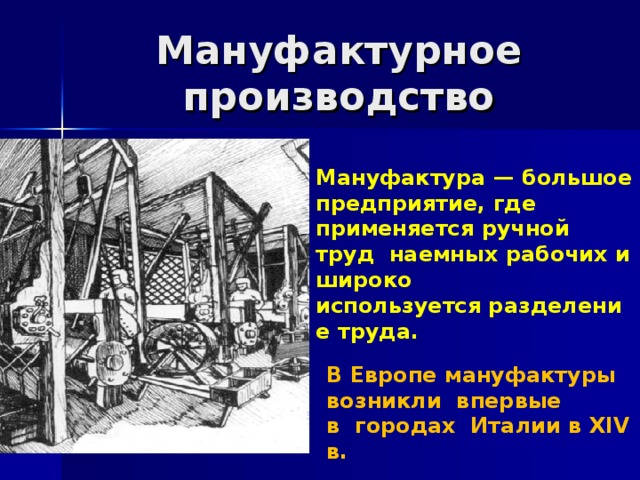 Мануфактурное
производство
Мануфактура — большое
предприятие, где
применяется ручной
труд наемных рабочих и
широко
используется разделени
е труда.
В Европе мануфактуры
возникли впервые
в городах Италии в XIV
в.